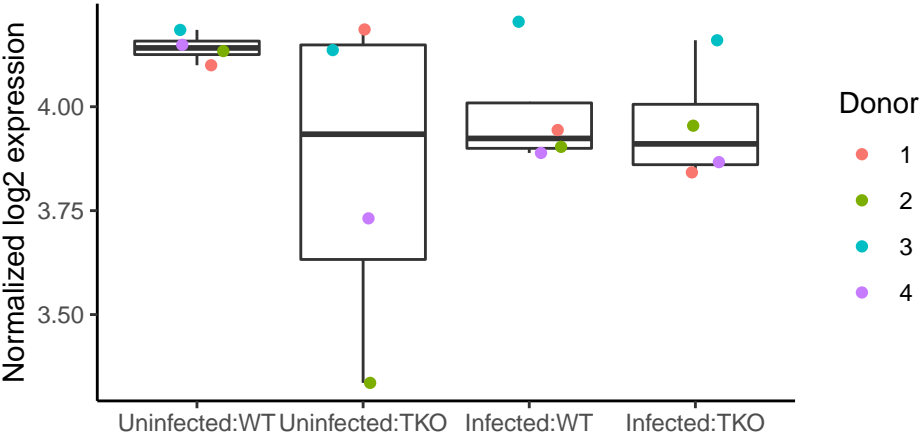 Normalized log2 expression
4.00
3.75
3.50
Uninfected:WT
Uninfected:TKO
Infected:WT
Infected:TKO
Donor
1
2
3
4